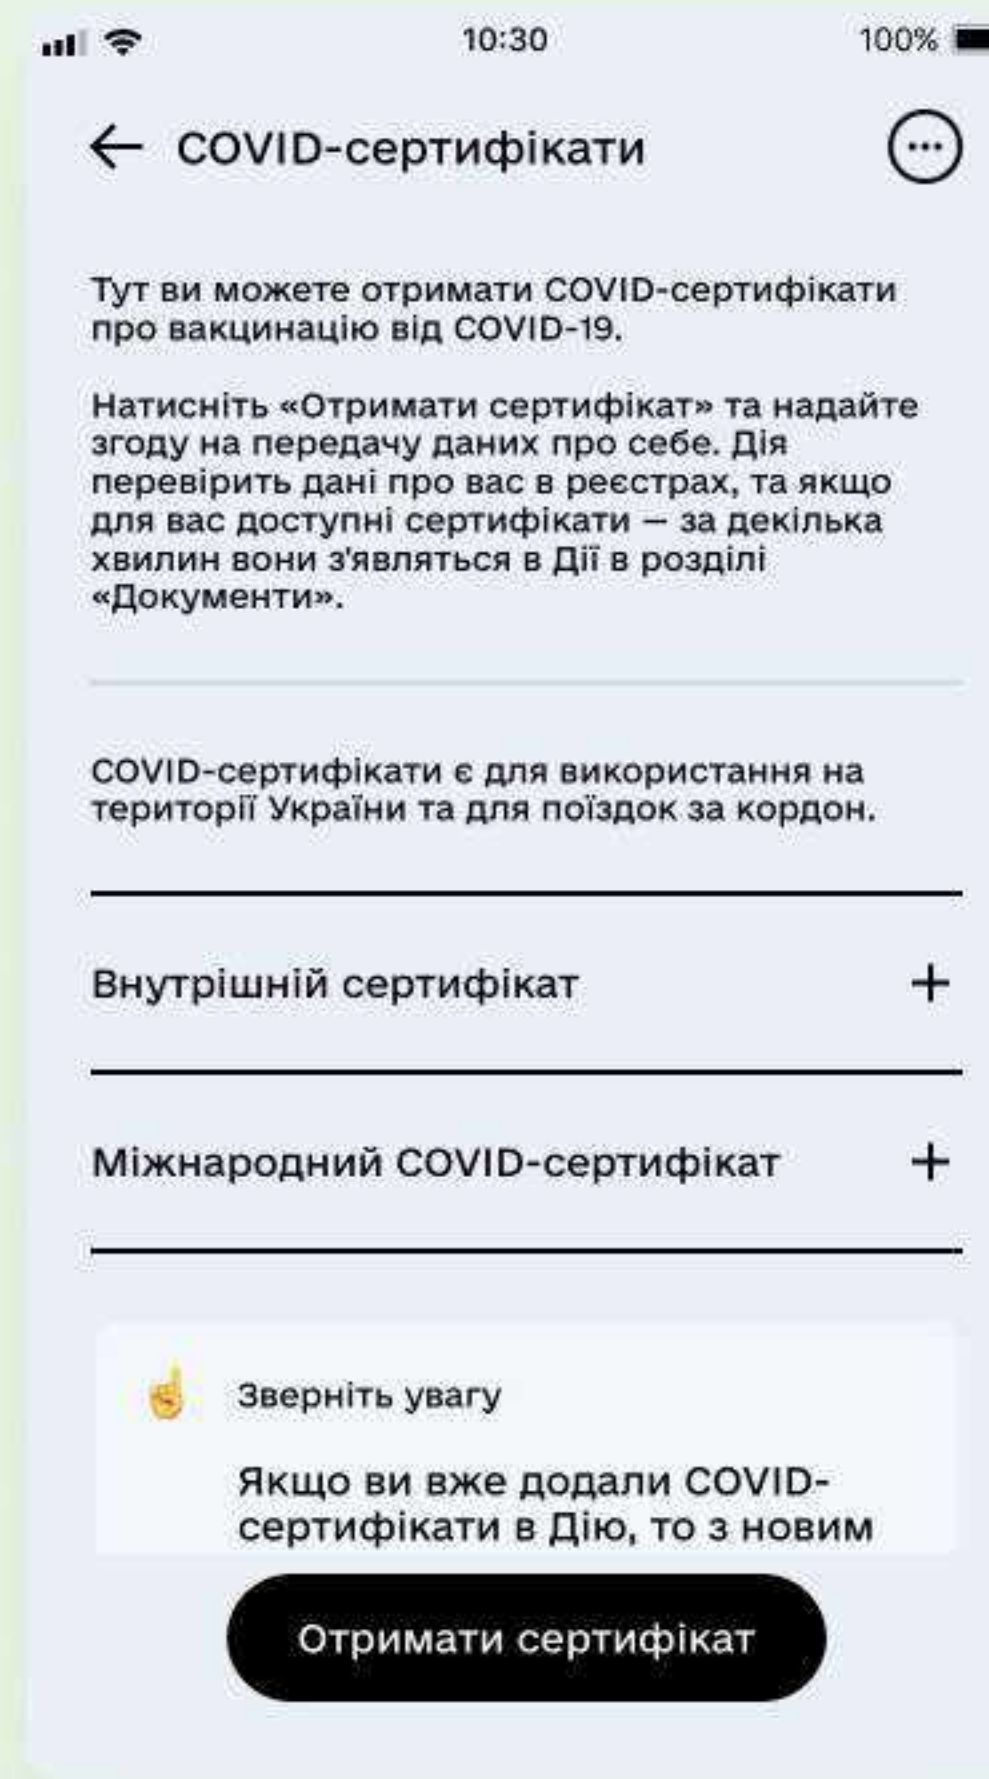 10:30
100%
COVID-сертифікати
Тут ви можете отримати COVID-сертифікати
про вакцинацію від COVID-19.
Натисніть «Отримати сертифікат» та надайте
згоду на передачу даних про себе. Дія
перевірить дані про вас в реєстрах, та якщо
для вас доступні сертифікати — за декілька
хвилин вони з'являться в Дії в розділі
«Документи».
COVID-сертифікати є для використання на
території України та для поїздок за кордон.
Внутрішній сертифікат
Міжнародний COVID-сертифікат
Зверніть увагу
Якщо ви вже додали COVID-
сертифікати в Дію, то з новим
Отримати сертифікат